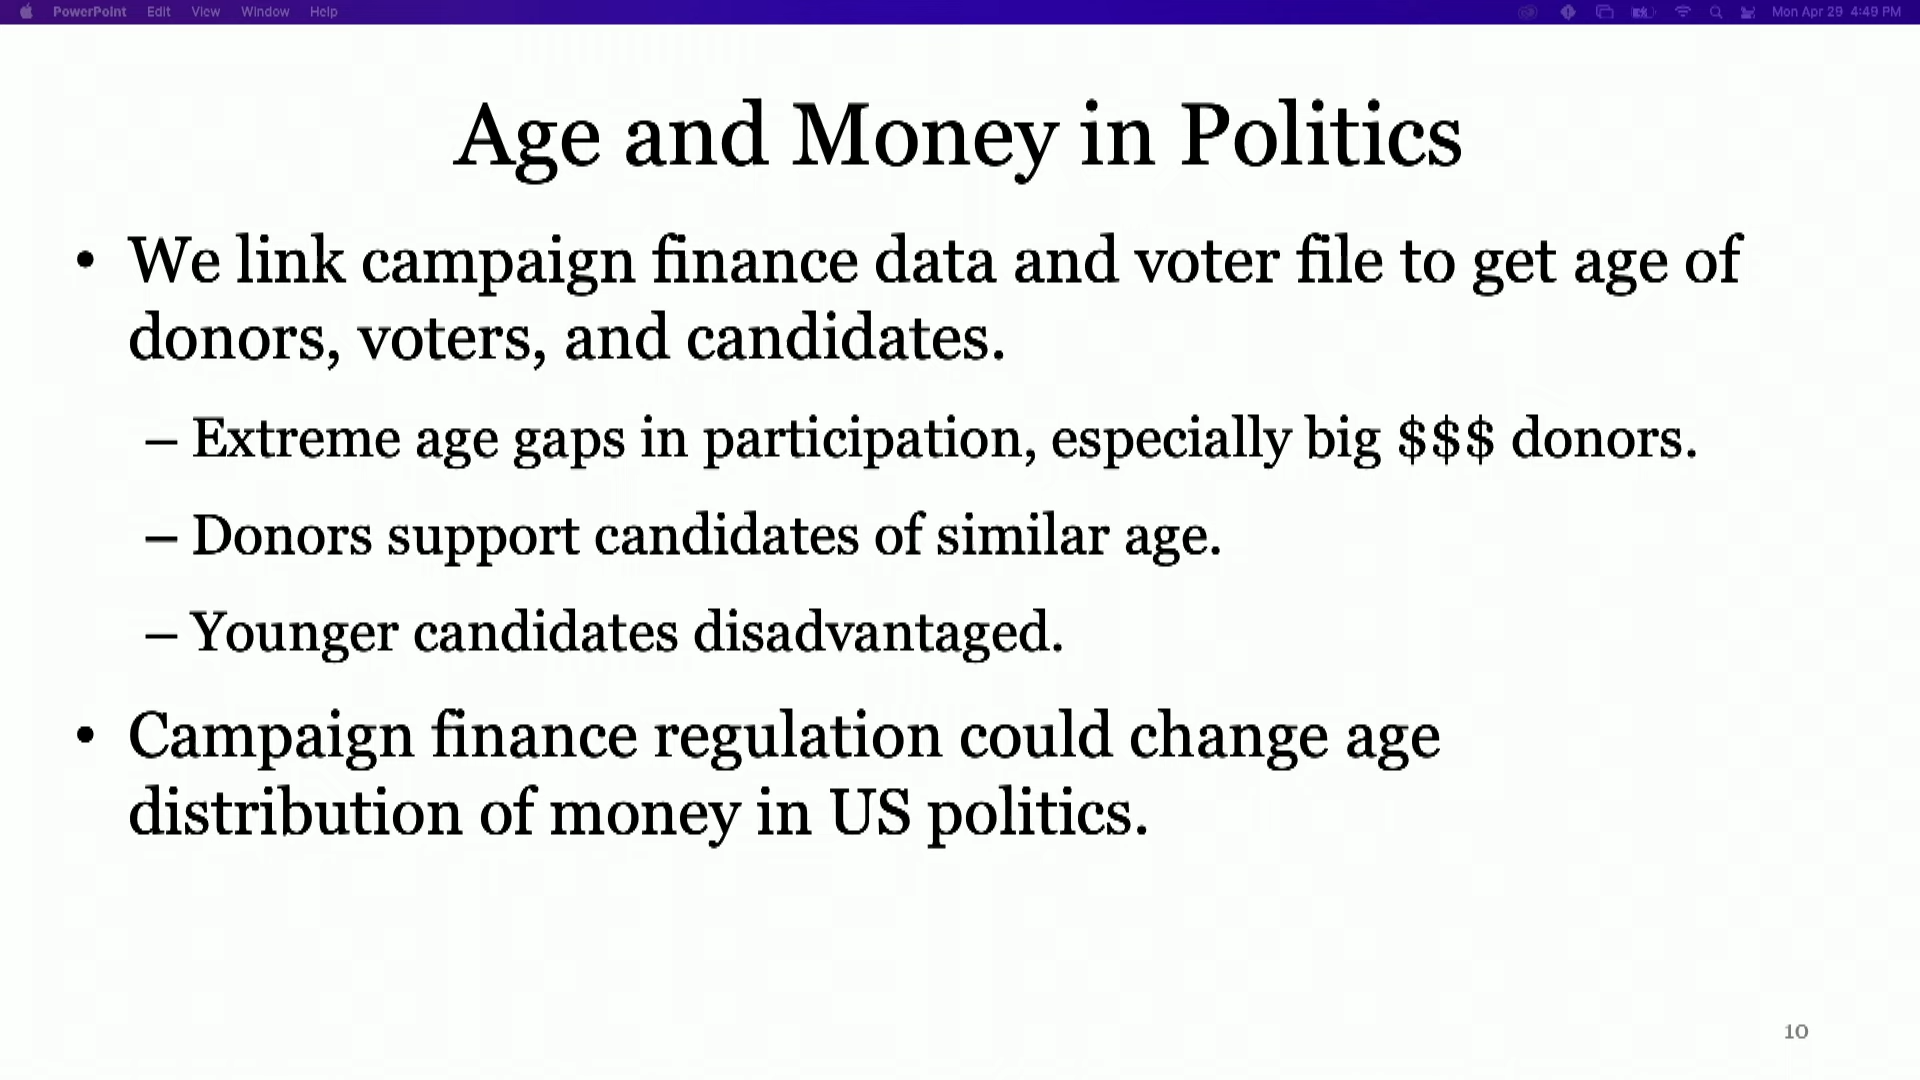 PowerPoint Edit View Window Help Mon Apr 29 4:49 PM
Age and Money in Politics
• We link campaign finance data and voter file to get age of
donors, voters, and candidates.
– Extreme age gaps in participation, especially big $$$ donors.
– Donors support candidates of similar age.
– Younger candidates disadvantaged.
• Campaign finance regulation could change age
distribution of money in US politics.
10